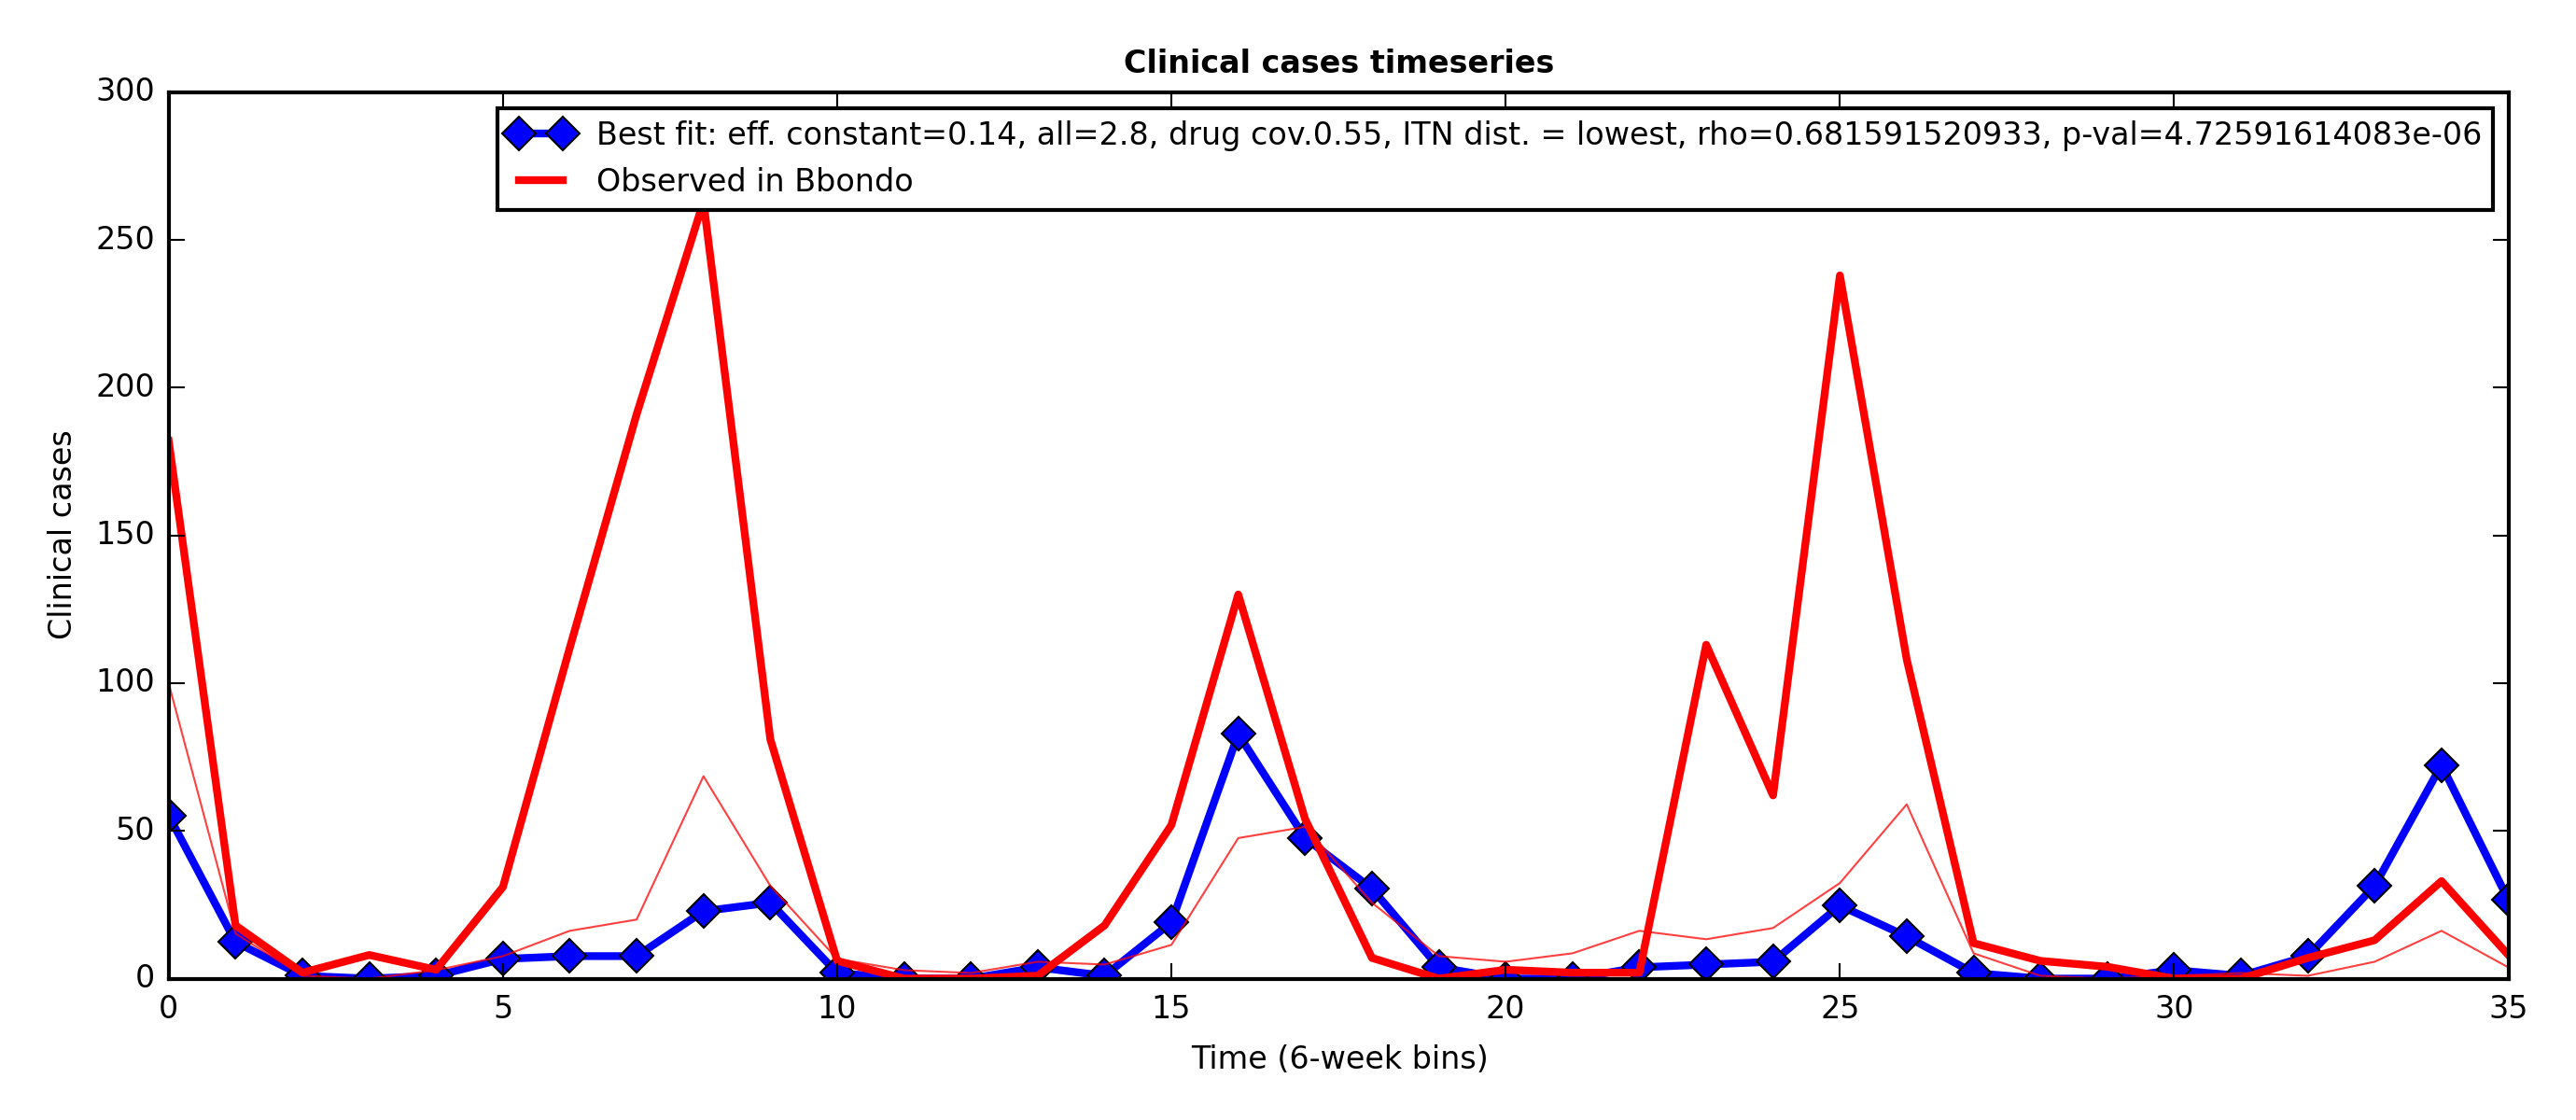 Clinical cases timeseries
Best fit: eff. constant=0.14, all=2.8, drug cov.0.55, ITN dist. = lowest, rho=0.681591520933, p-val=4.72591614083e-06
Observed in Bbondo
300
250
200
150
100
50
0
Clinical cases
0 5 10 15 20 25 30 35
Time (6-week bins)